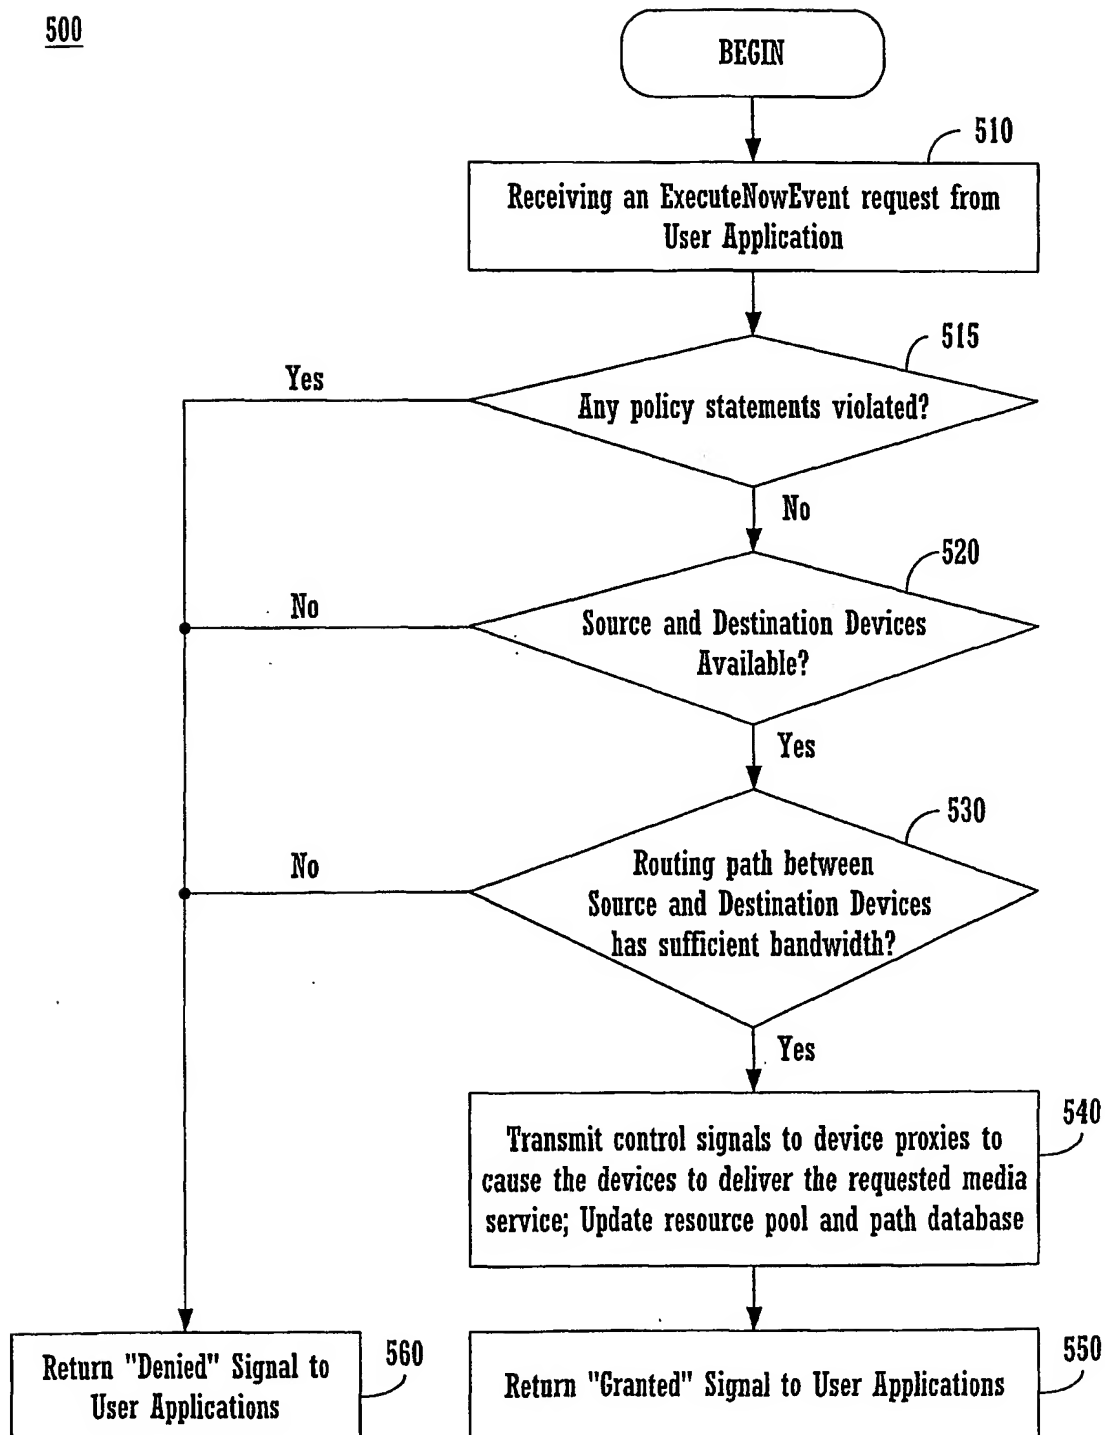 500
BEGIN
510
Receiving an ExecuteNowEvent request from
User Application
515
Yes
Any policy statements violated?
No
520
No
Source and Destination Devices
Available?
Yes
530
No
Routing path between
Source and Destination Devices
has sufficient bandwidth?
Yes
540
Transmit control signals to device proxies to
cause the devices to deliver the requested media
service; Update resource pool and path database
560
Return "Denied" Signal to
User Applications
550
Return "Granted" Signal to User Applications